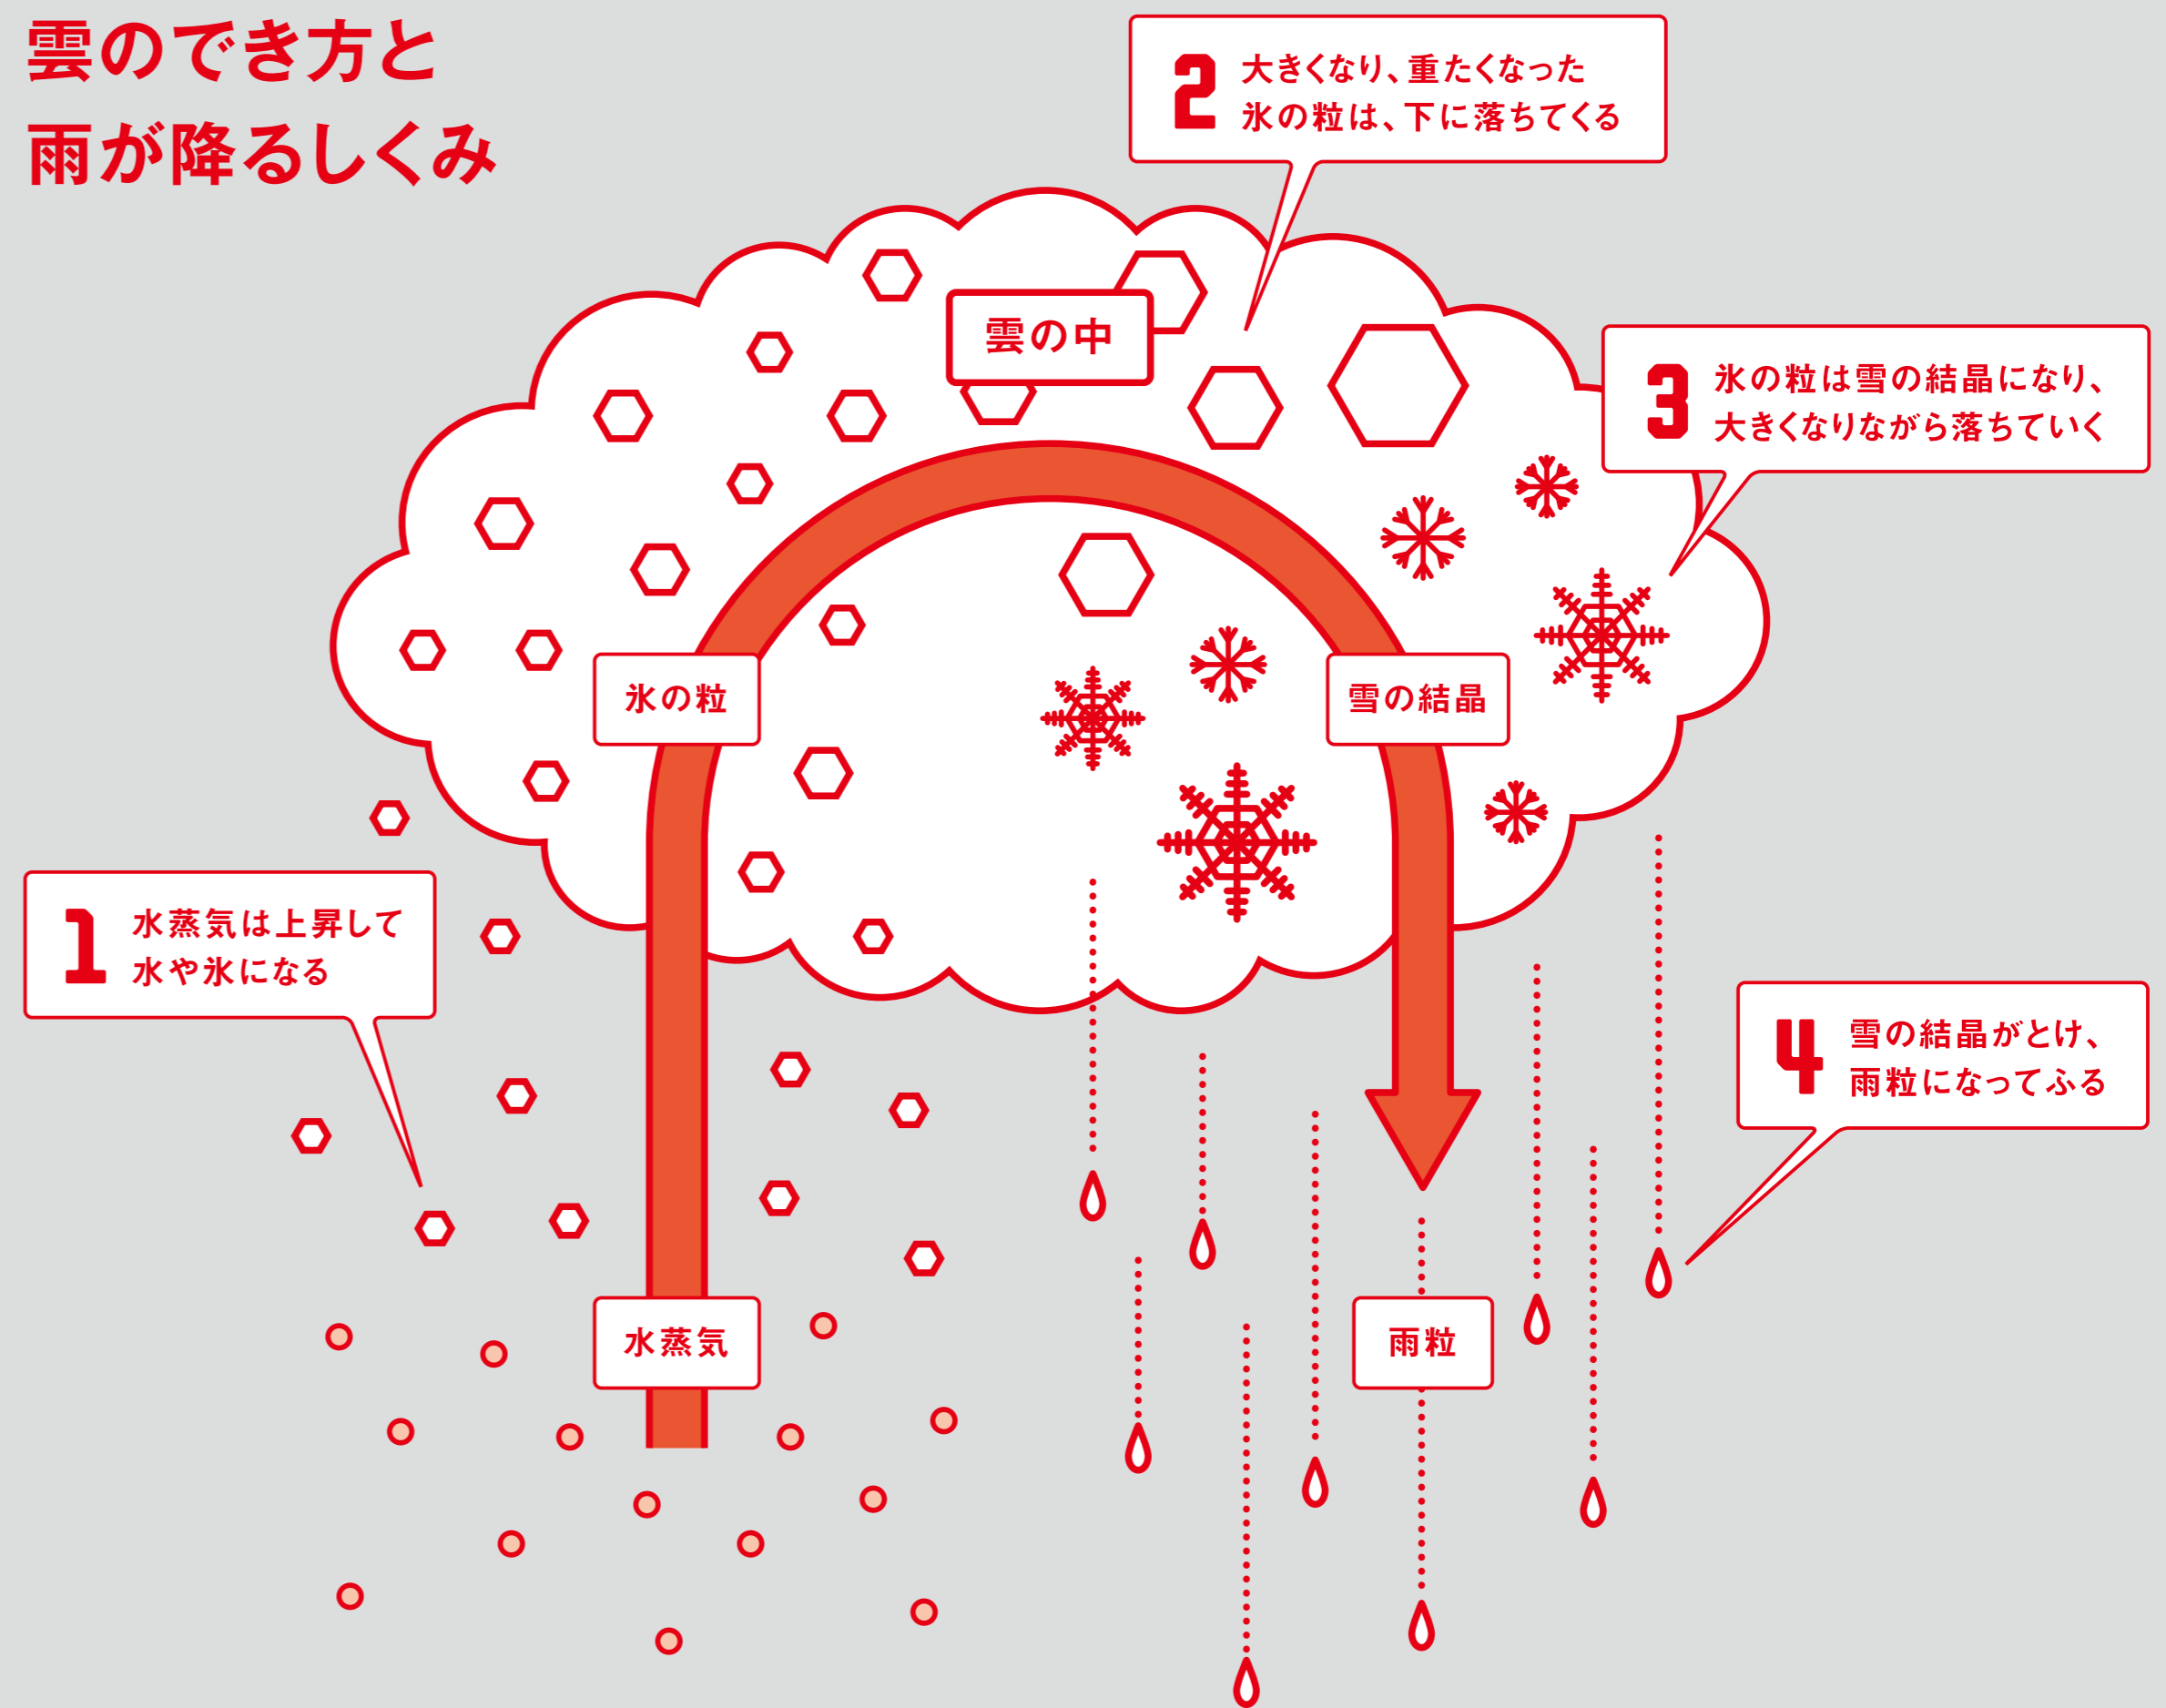 雲のでき方と
雨が降るしくみ
2 大きくなり、重たくなった
氷の粒は、下に落ちてくる
雲の中
3 氷の粒は雪の結晶になり、
大きくなりながら落ちていく
氷の粒
雪の結晶
1 水蒸気は上昇して
水や氷になる
4 雪の結晶がとけ、
雨粒になってふる
水蒸気
雨粒